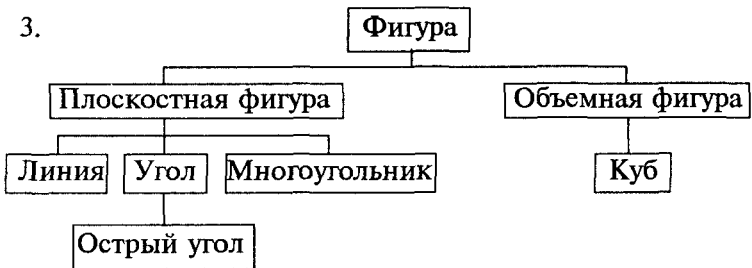 3. Фигура
Плоскостная фигура Объемная фигура
Линия Угол Многоугольник Куб
Острый угол